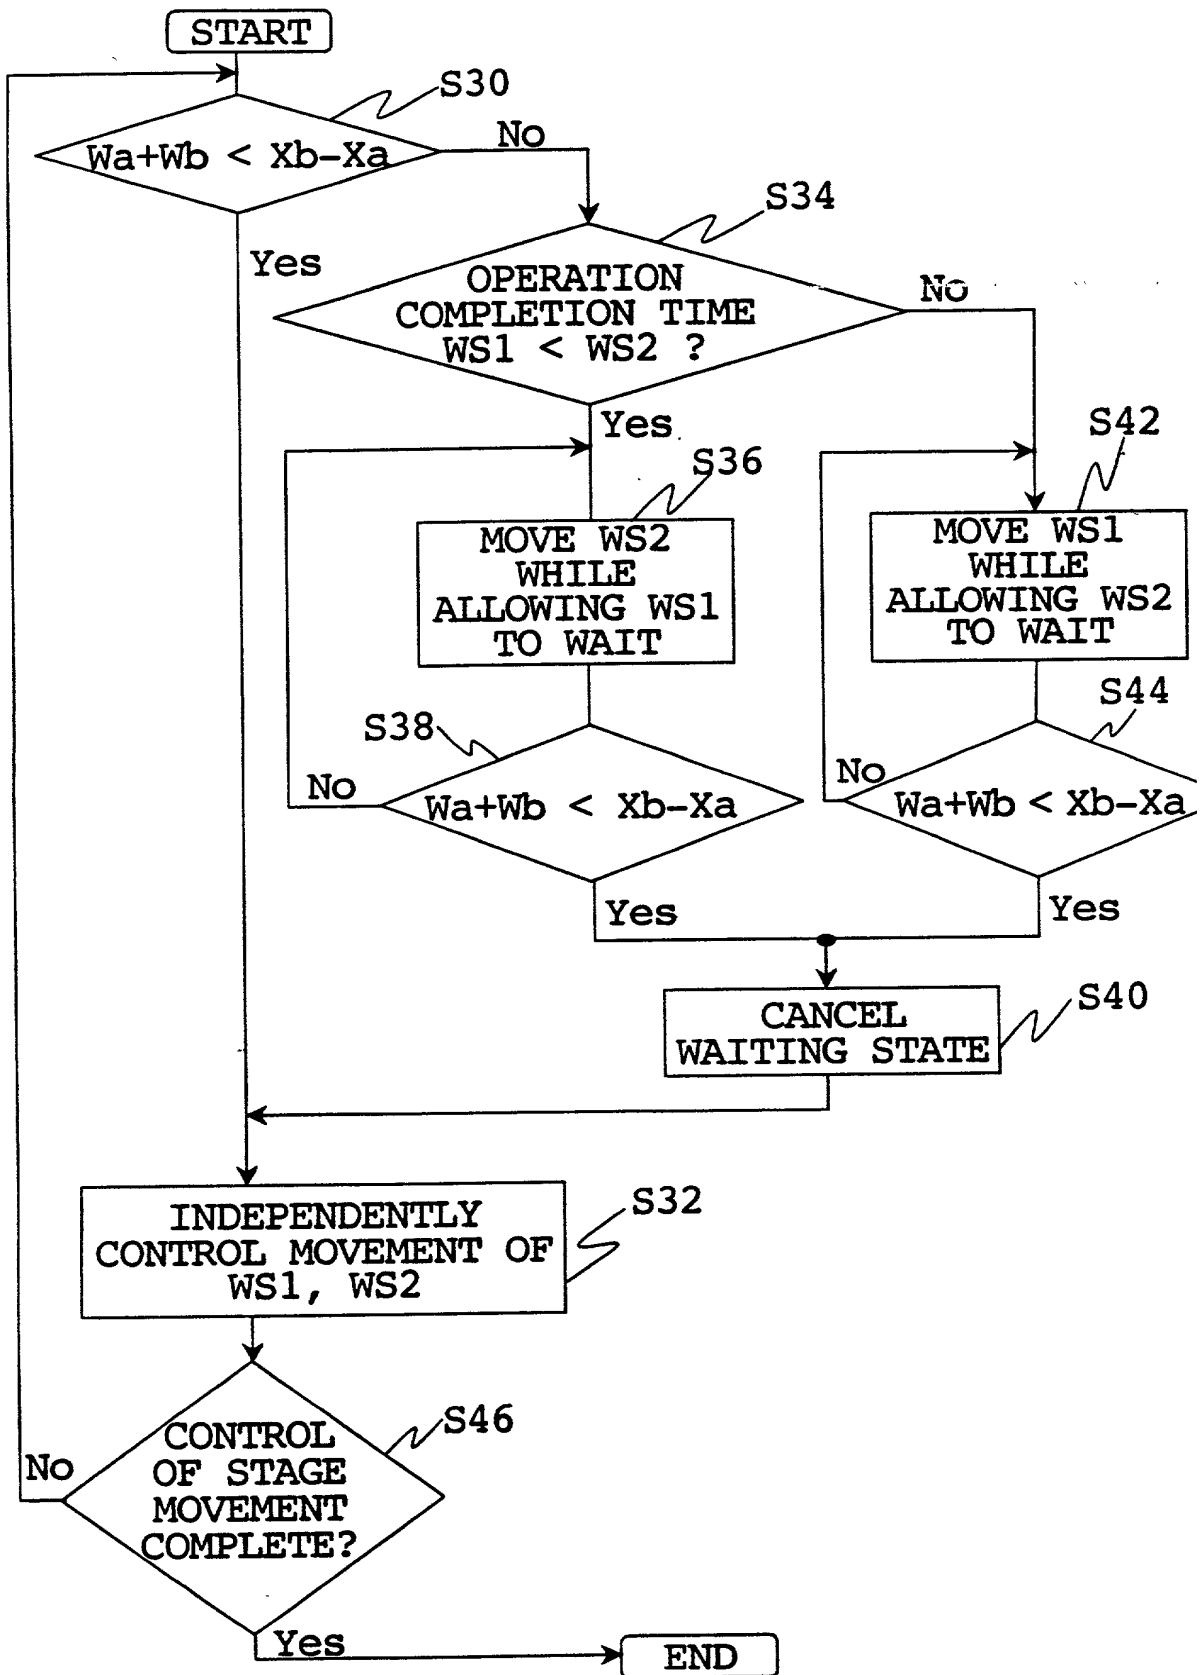 START
S30
Wa+Wb < Xb-Xa
No
S34
Yes
OPERATION
COMPLETION TIME
WS1 < WS2 ?
No
Yes
S36
S42
MOVE WS2
WHILE
ALLOWING WS1
TO WAIT
MOVE WS1
WHILE
ALLOWING WS2
TO WAIT
S38
S44
No
Wa+Wb < Xb-Xa
No
Wa+Wb < Xb-Xa
Yes
Yes
CANCEL
WAITING STATE
S40
INDEPENDENTLY
CONTROL MOVEMENT OF
WS1, WS2
S32
S46
CONTROL
OF STAGE
MOVEMENT
COMPLETE?
No
Yes
END